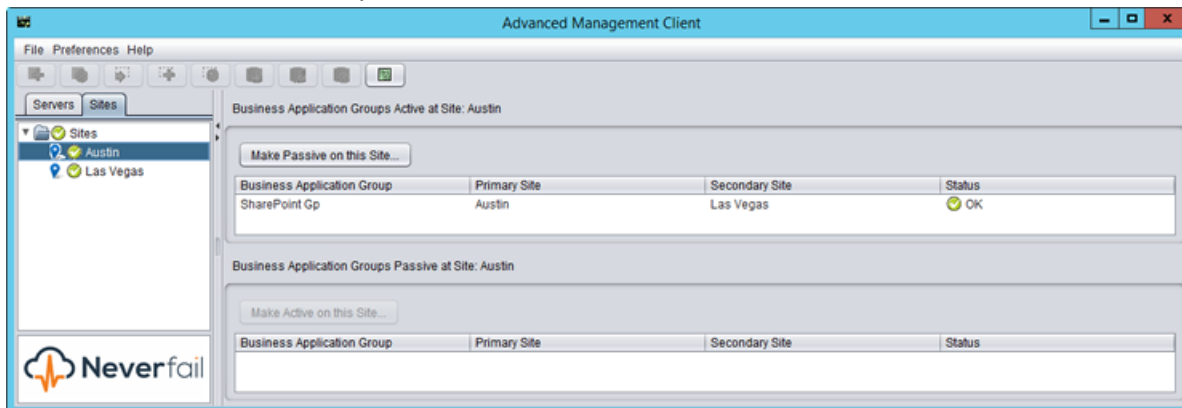 Advanced Management Client
File Preferences Help
Servers Sites
Sites
Austin
Las Vegas
Business Application Groups Active at Site: Austin
Make Passive on this Site...
Business Application Group Primary Site Secondary Site Status
SharePoint Gp Austin Las Vegas OK
Business Application Groups Passive at Site: Austin
Make Active on this Site...
Business Application Group Primary Site Secondary Site Status
Neverfail